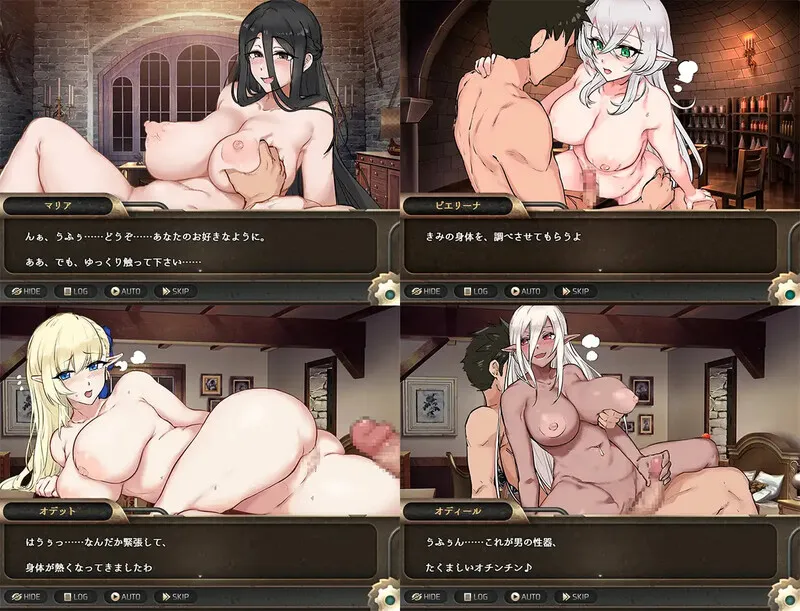 マリア
んぁ、うふぅ……どうぞ……あなたのお好きなように。
ああ、でも、ゆっくり触って下さい……
HIDE LOG AUTO SKIP
ピエリーナ
きみの身体を、調べさせてもらうよ
HIDE LOG AUTO SKIP
オデット
はうぅっ……なんだか緊張して、
身体が熱くなってきましたわ
HIDE LOG AUTO SKIP
オディール
うふぅん……これが男の性器、
たくましいオチンチン♪
HIDE LOG AUTO SKIP